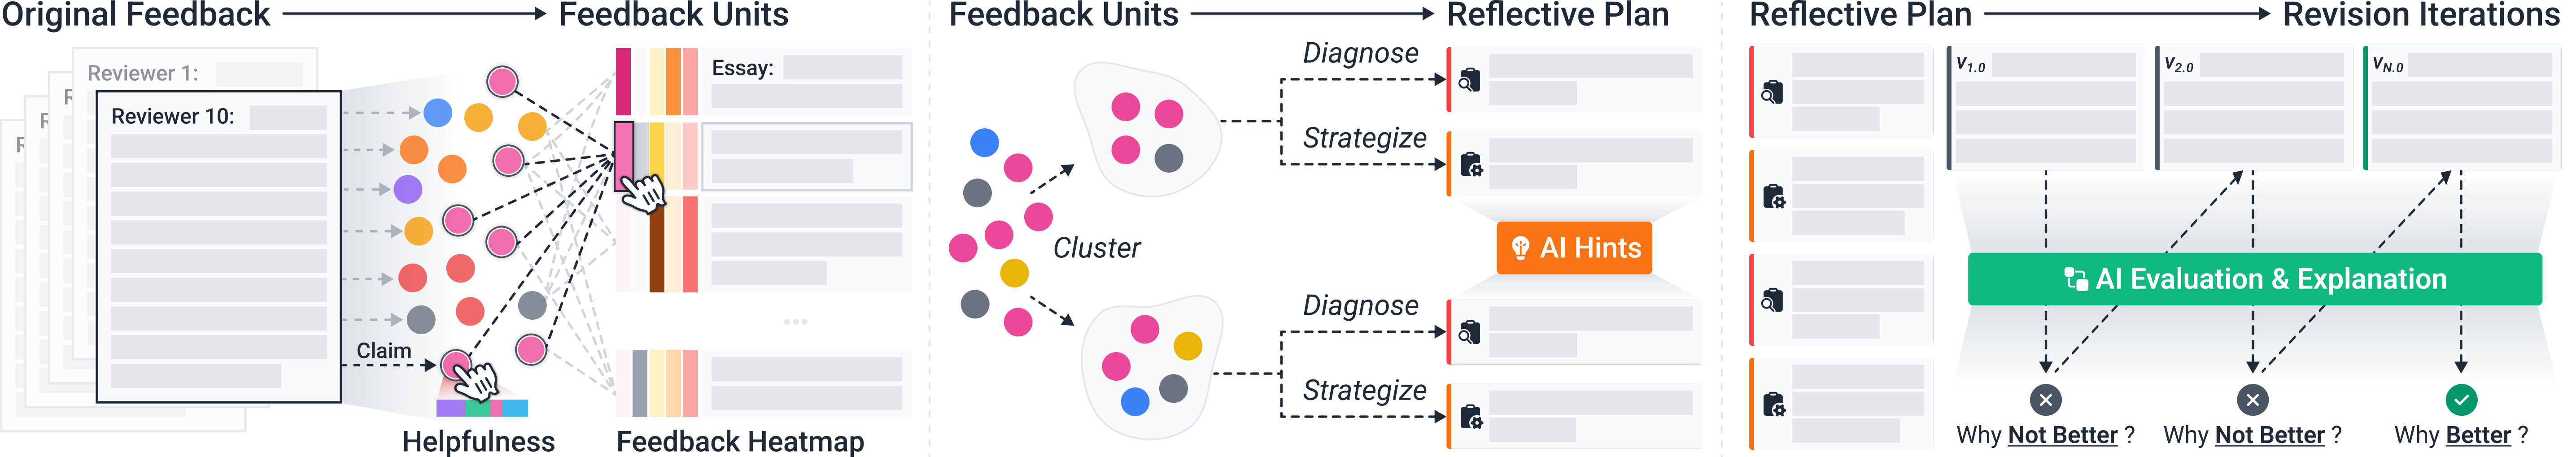 Original Feedback
Feedback Units
Reviewer 1:
R
R
R
Reviewer 10:
Claim
Helpfulness
Essay:
...
Feedback Heatmap
Feedback Units
Reflective Plan
Cluster
Diagnose
Strategize
AI Hints
Diagnose
Strategize
Reflective Plan
Revision Iterations
V1.0
V2.0
VN.0
AI Evaluation & Explanation
Why Not Better ?
Why Not Better ?
Why Better ?